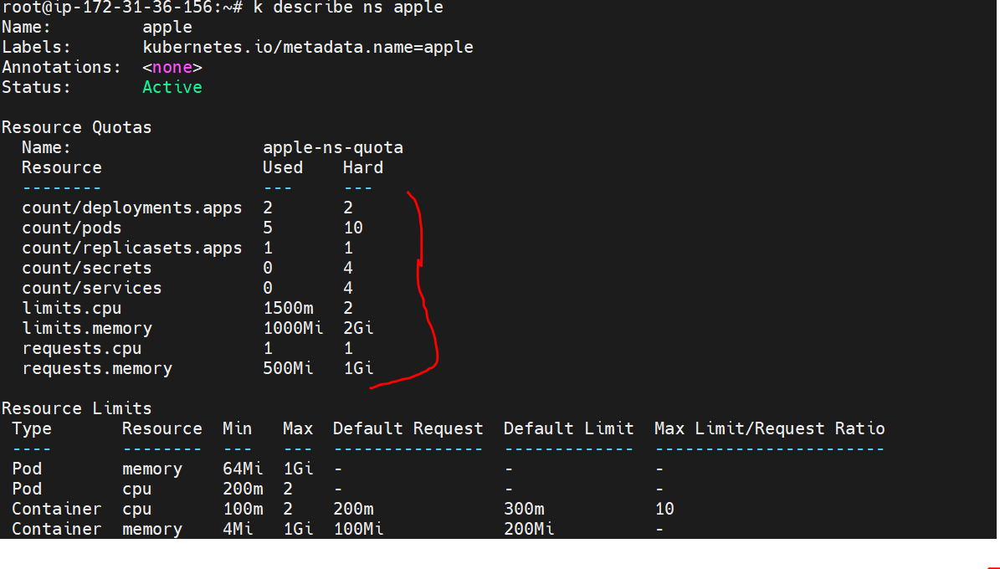 root@ip-172-31-36-156:~# k describe ns apple
Name:         apple
Labels:       kubernetes.io/metadata.name=apple
Annotations:  <none>
Status:       Active

Resource Quotas
  Name:                   apple-ns-quota
  Resource                Used    Hard
  --------                ---     ---
  count/deployments.apps  2       2
  count/pods              5       10
  count/replicasets.apps  1       1
  count/secrets           0       4
  count/services          0       4
  limits.cpu              1500m   2
  limits.memory           1000Mi  2Gi
  requests.cpu            1       1
  requests.memory         500Mi   1Gi

Resource Limits
 Type       Resource  Min   Max  Default Request  Default Limit  Max Limit/Request Ratio
 ----       --------  ---   ---  ---------------  -------------  -----------------------
 Pod        memory    64Mi  1Gi  -                -              -
 Pod        cpu       200m  2    -                -              -
 Container  cpu       100m  2    200m             300m           10
 Container  memory    4Mi   1Gi  100Mi            200Mi          -